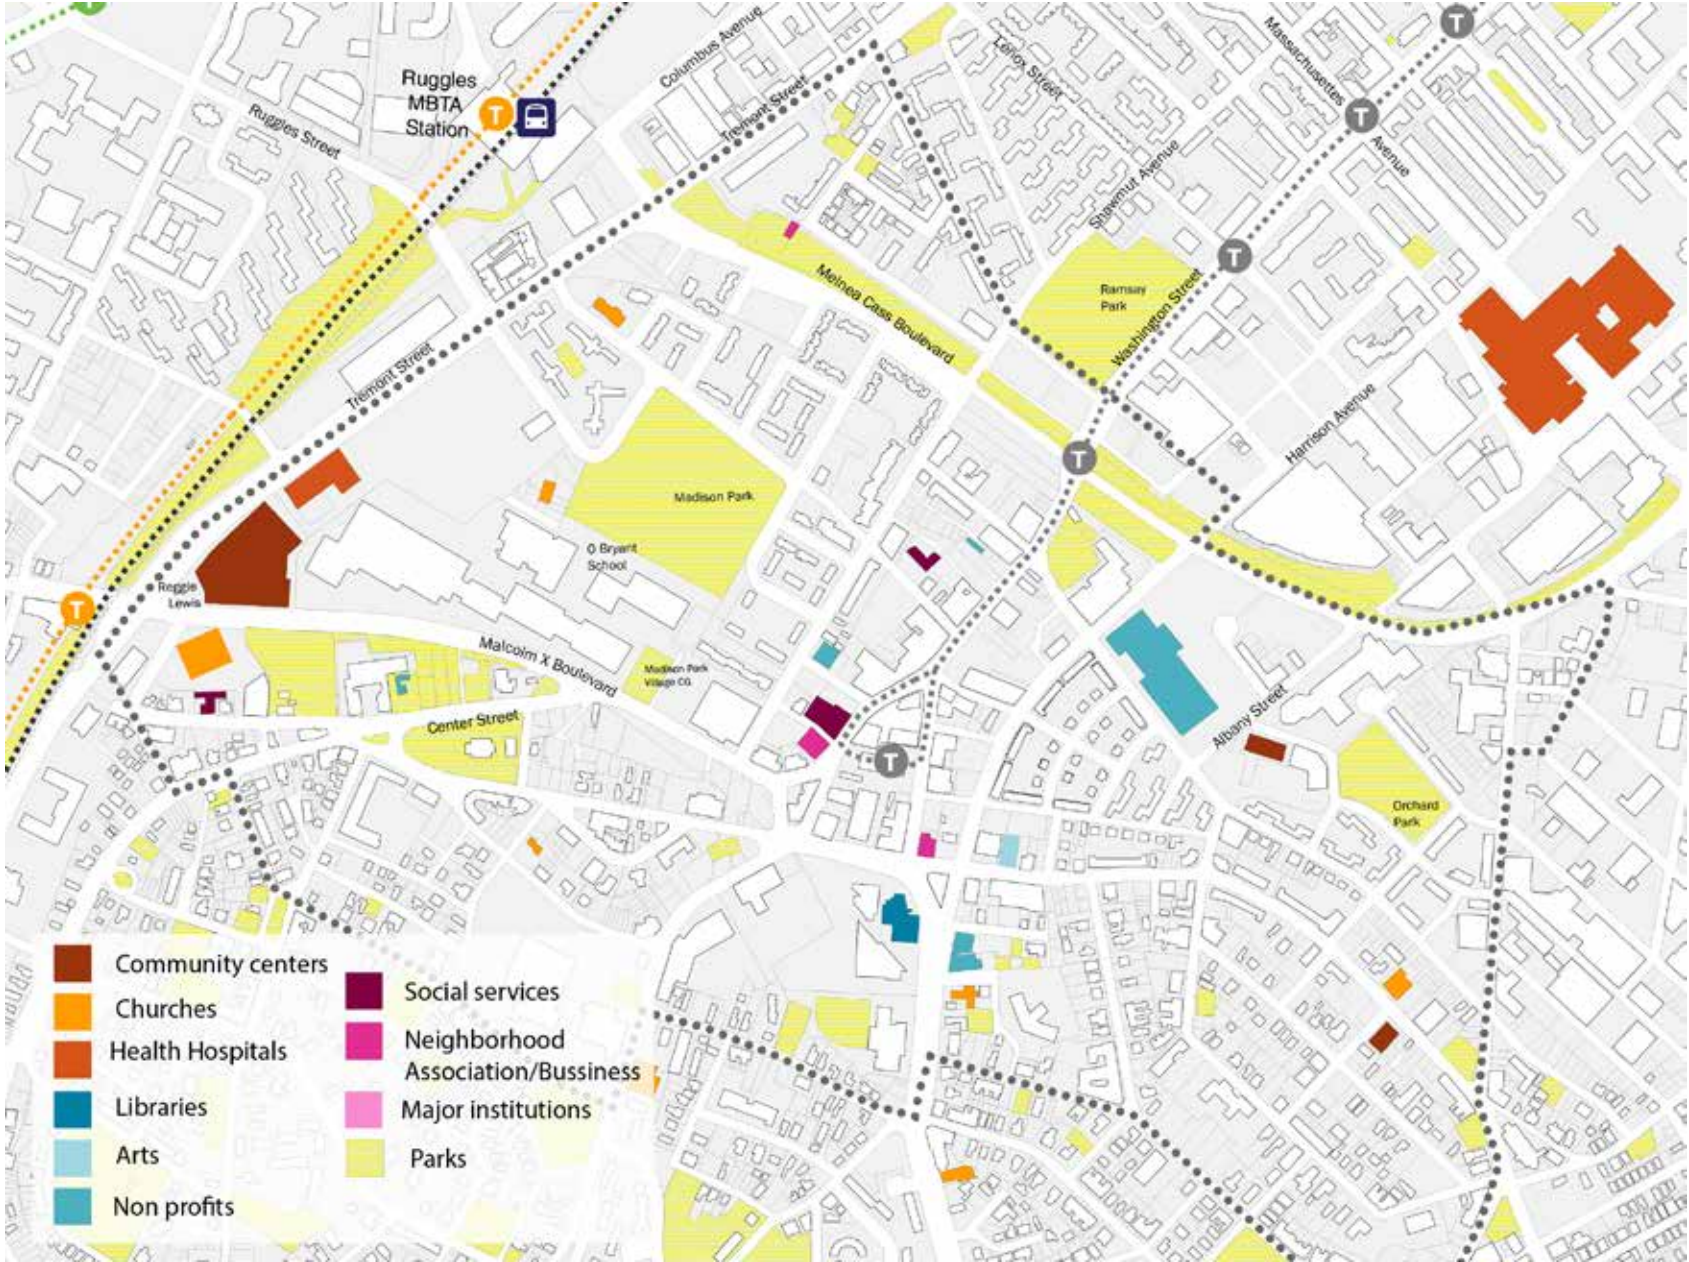 T
T
Columbus Avenue
Lenox Street
Massachusettes
Avenue
Ruggles
MBTA
Station
T
T
Ruggles Street
Tremont Street
Shawmut Avenue
T
Melnea Cass Boulevard
Ramsay
Park
Washington Street
Tremont Street
Harrison Avenue
T
Madison Park
O Bryant
School
Reggie
Lewis
T
Malcolm X Boulevard
Madison Park
Village CG
Center Street
Albany Street
T
Orchard
Park
Community centers
Churches
Health Hospitals
Libraries
Arts
Non profits
Social services
Neighborhood
Association/Bussiness
Major institutions
Parks